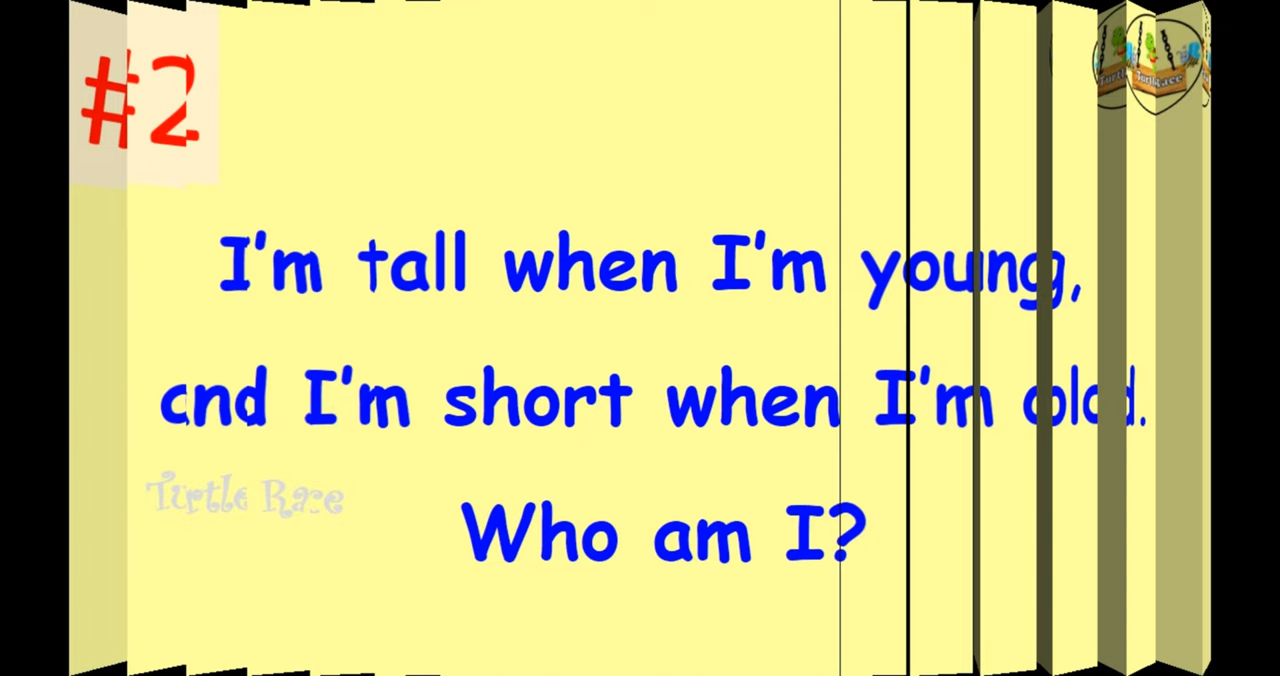 #2
I'm tall when I'm young,
and I'm short when I'm old.
Turtle Race
Who am I?